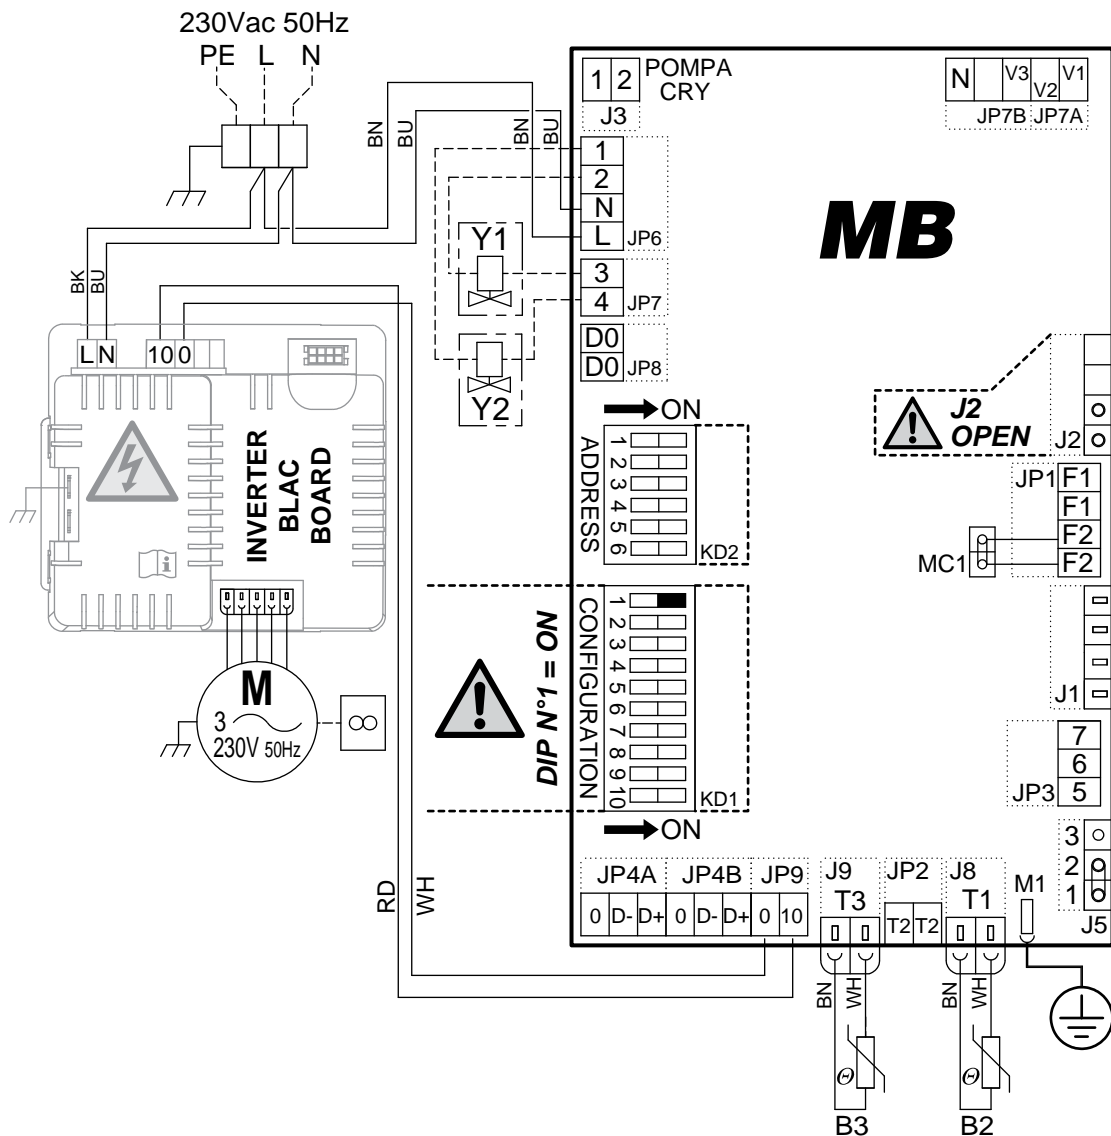 230Vac 50Hz
PE L N
BN
BU
BN
BU
1 2
POMPA
CRY
J3
N V3 V2 V1
JP7B JP7A
1
2
N
L
JP6
MB
Y1
3
4
JP7
BK
BU
Y2
D0
D0
JP8
L N 10 0
ON
ADDRESS
1
2
3
4
5
6
KD2
J2
OPEN
J2
INVERTER
BLAC
BOARD
i
JP1
F1
F1
F2
F2
MC1
DIP N°1 = ON
CONFIGURATION
1
2
3
4
5
6
7
8
9
10
KD1
ON
J1
M
3
230V 50Hz
8
7
6
5
JP3
3
2
1
J5
RD
WH
JP4A JP4B JP9
0 D- D+ 0 D- D+ 0 10
J9
T3
JP2
T2 T2
J8
T1
M1
BN
WH
BN
WH
Θ
Θ
B3
B2